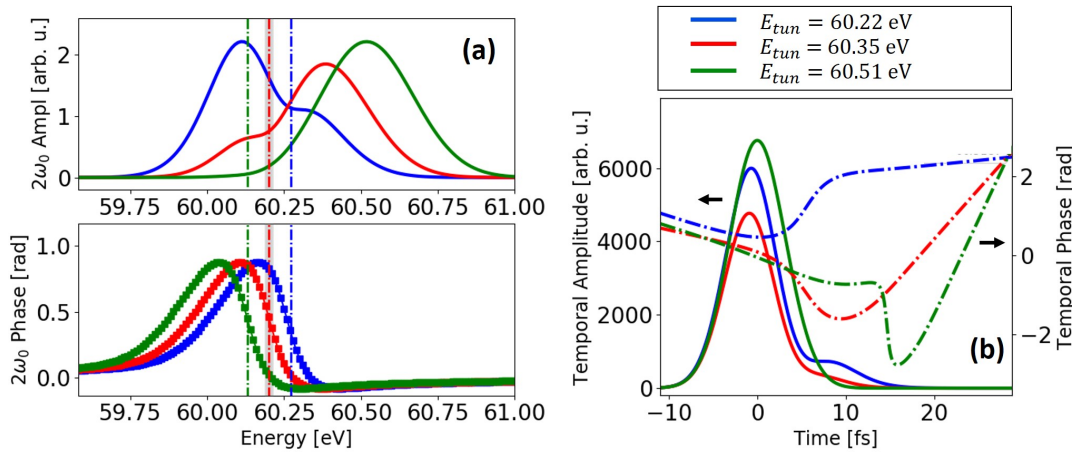 (a)
2ω₀ Ampl [arb. u.]
2
1
0
59.75 60.00 60.25 60.50 60.75 61.00
2ω₀ Phase [rad]
1.0
0.5
0.0
59.75 60.00 60.25 60.50 60.75 61.00
Energy [eV]
E_tun = 60.22 eV
E_tun = 60.35 eV
E_tun = 60.51 eV
Temporal Amplitude [arb. u.]
6000
4000
2000
0
Temporal Phase [rad]
2
0
−2
(b)
−10 0 10 20
Time [fs]